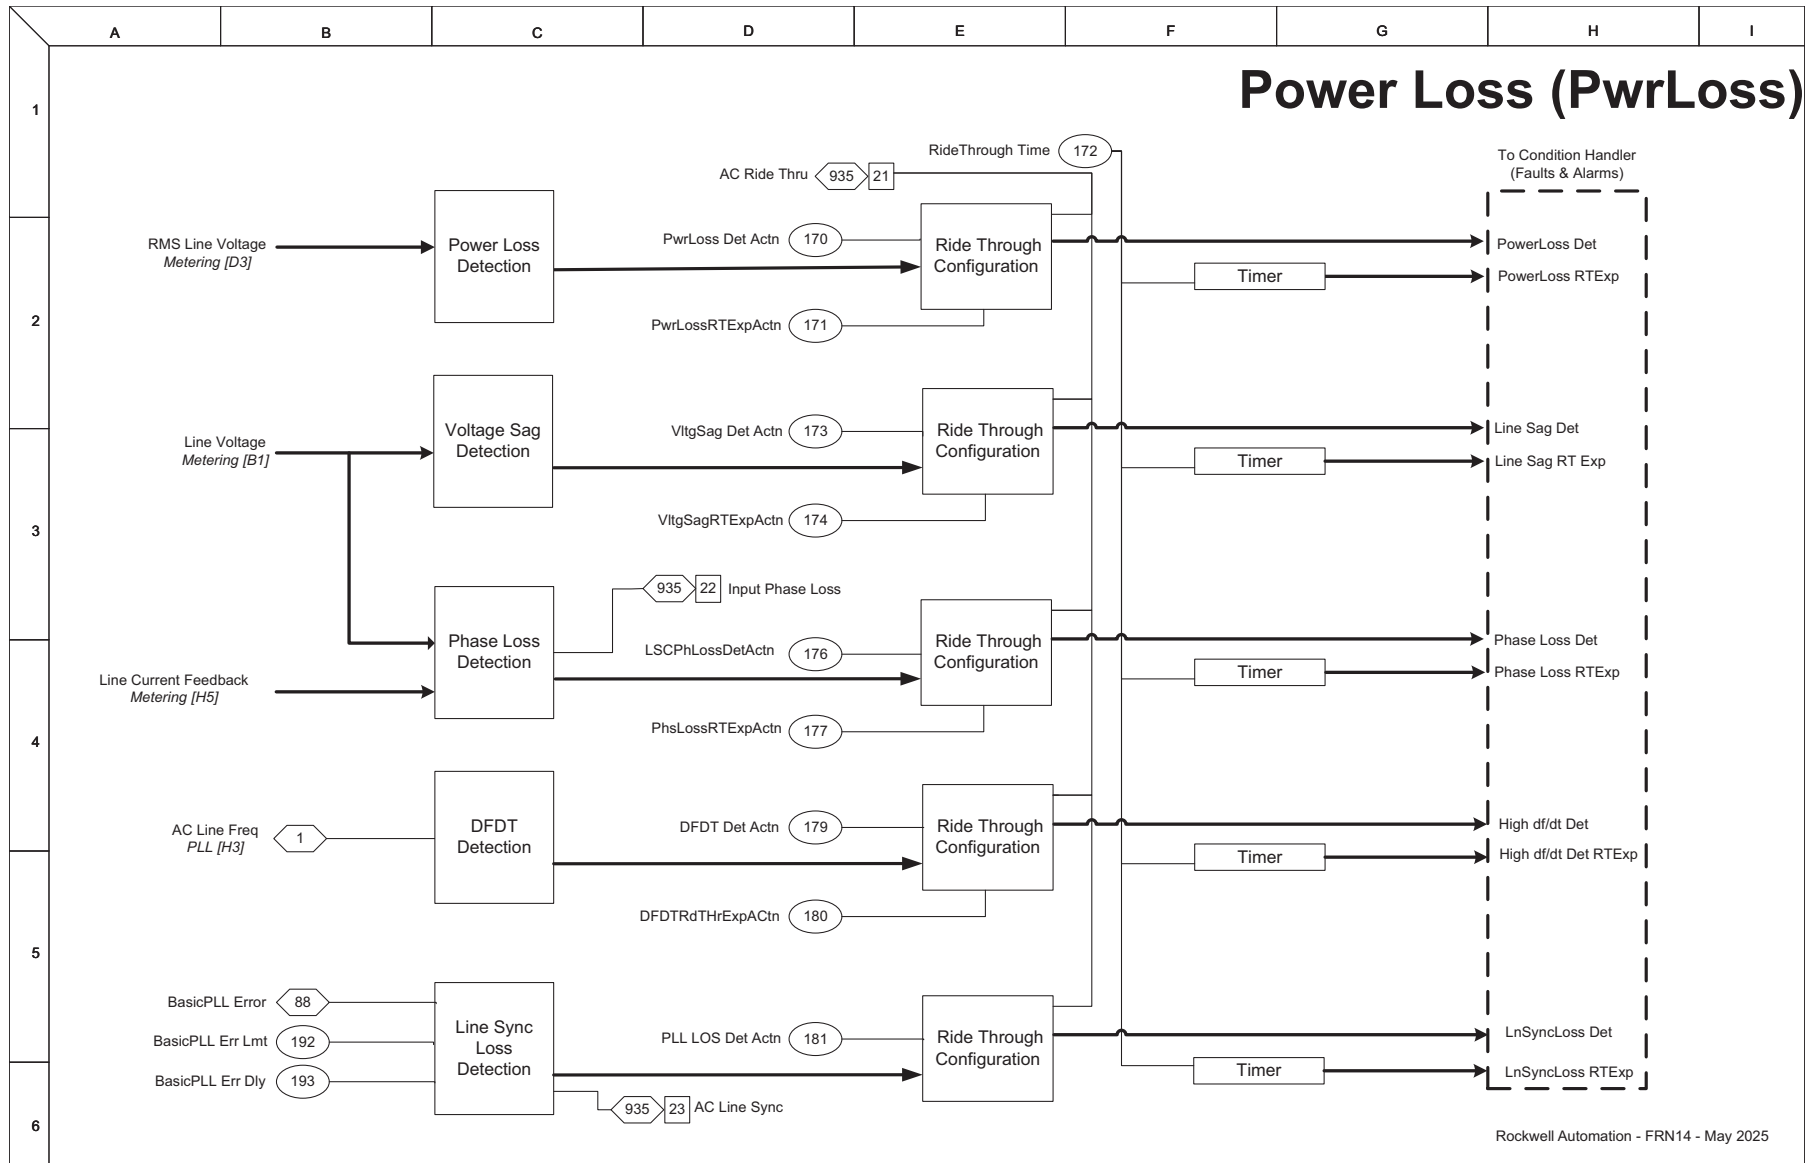 A B C D E F G H I
1
Power Loss (PwrLoss)
RideThrough Time 172
To Condition Handler
(Faults & Alarms)
AC Ride Thru 935 21
RMS Line Voltage
Metering [D3]
Power Loss
Detection
PwrLoss Det Actn 170
Ride Through
Configuration
PowerLoss Det
Timer
PowerLoss RTExp
2
PwrLossRTExpActn 171
Line Voltage
Metering [B1]
Voltage Sag
Detection
VltgSag Det Actn 173
Ride Through
Configuration
Line Sag Det
Timer
Line Sag RT Exp
VltgSagRTExpActn 174
3
935 22 Input Phase Loss
Phase Loss
Detection
LSCPhLossDetActn 176
Ride Through
Configuration
Phase Loss Det
Timer
Phase Loss RTExp
Line Current Feedback
Metering [H5]
PhsLossRTExpActn 177
4
AC Line Freq
PLL [H3]
1
DFDT
Detection
DFDT Det Actn 179
Ride Through
Configuration
High df/dt Det
Timer
High df/dt Det RTExp
DFDTRdTHrExpACtn 180
5
BasicPLL Error 88
BasicPLL Err Lmt 192
BasicPLL Err Dly 193
Line Sync
Loss
Detection
PLL LOS Det Actn 181
Ride Through
Configuration
LnSyncLoss Det
Timer
LnSyncLoss RTExp
935 23 AC Line Sync
6
Rockwell Automation - FRN14 - May 2025